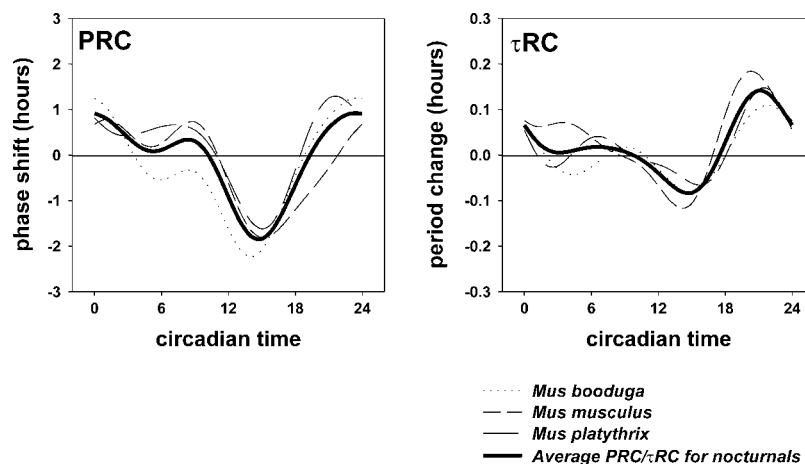 PRC
phase shift (hours)
3
2
1
0
-1
-2
-3
0 6 12 18 24
circadian time
τRC
period change (hours)
0.3
0.2
0.1
0.0
-0.1
-0.2
-0.3
0 6 12 18 24
circadian time
Mus booduga
Mus musculus
Mus platythrix
Average PRC/τRC for nocturnals